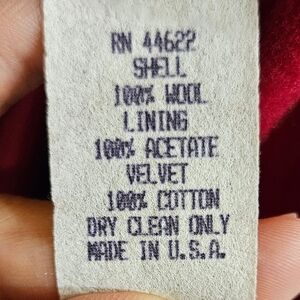 RN 44622
SHELL
100% WOOL
LINING
100% ACETATE
VELVET
100% COTTON
DRY CLEAN ONLY
MADE IN U.S.A.